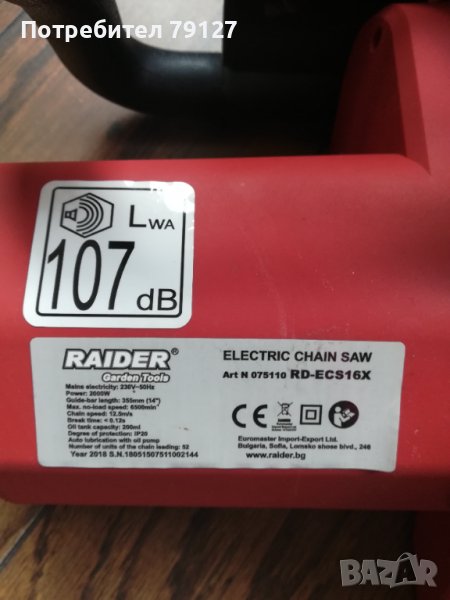 Потребител 79127
LWA
107
dB
RAIDER®
Garden Tools
Mains electricity: 230V~50Hz
Power: 2000W
Guide-bar length: 355mm (14")
Max. no-load speed: 6500min⁻¹
Chain speed: 12.5m/s
Break time: < 0.12s
Oil tank capacity: 200ml
Degree of protection: IP20
Auto lubrication with oil pump
Number of units of the chain leading: 52
Year 2018 S.N.18051507511002144
ELECTRIC CHAIN SAW
Art N 075110 RD-ECS16X
CE
Euromaster Import-Export Ltd.
Bulgaria, Sofia, Lomsko shose blvd., 246
www.raider.bg
BAZAR